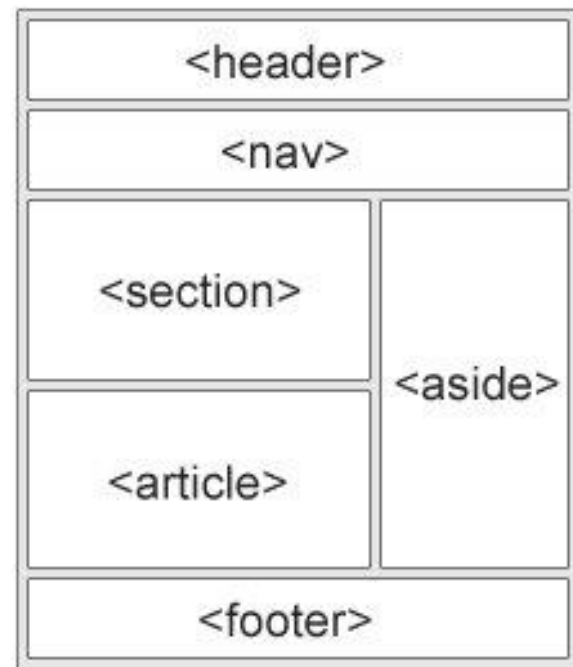 <header>
<nav>
<section>
<aside>
<article>
<footer>